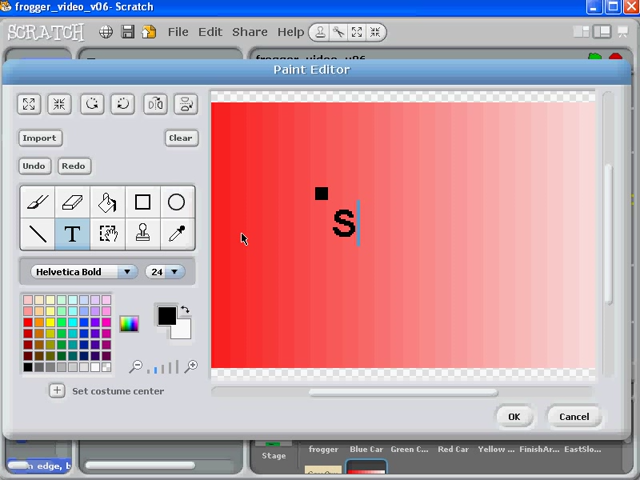 frogger_video_v06- Scratch
SCRATCH
File Edit Share Help
Paint Editor
Import
Clear
Undo
Redo
S
T
Helvetica Bold
24
Set costume center
OK
Cancel
Stage
frogger
Blue Car
Green C...
Red Car
Yellow ...
FinishAr...
EastSlo...